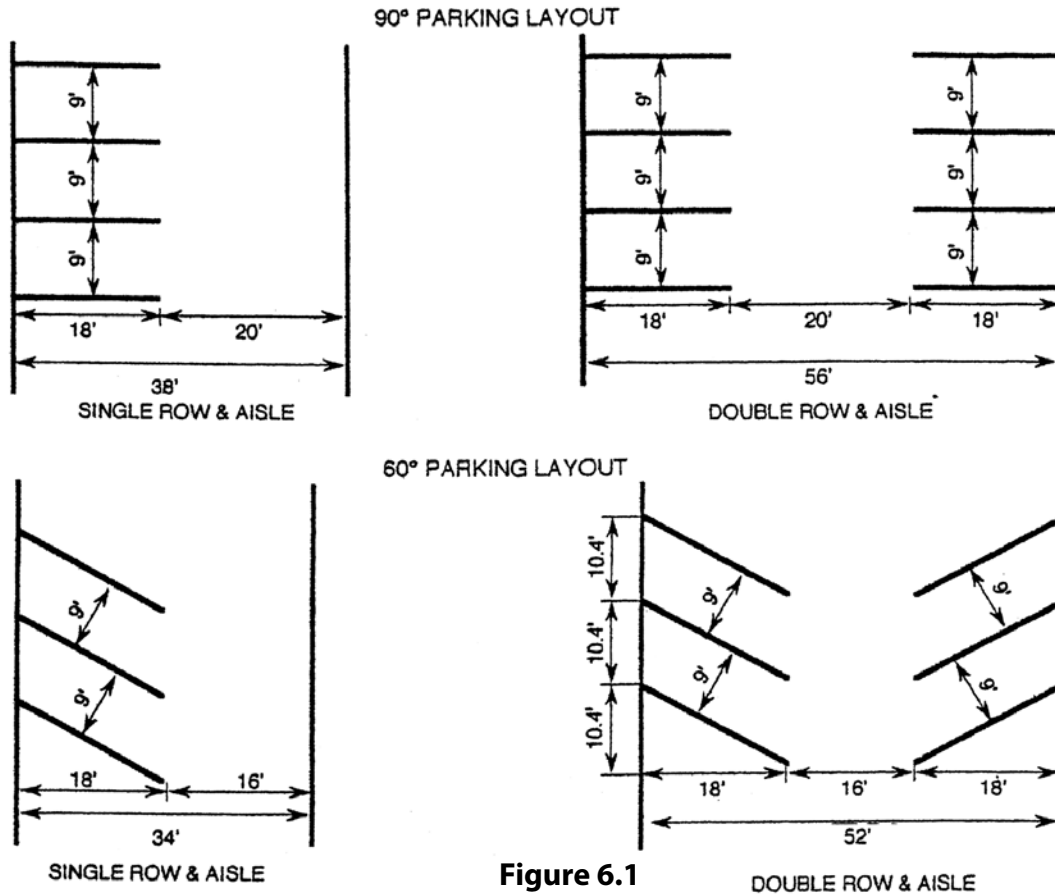 90° PARKING LAYOUT
9' 9' 9'
9' 9' 9'
9' 9' 9'
18' 20' 18' 20' 18'
38' 56'
SINGLE ROW & AISLE DOUBLE ROW & AISLE
60° PARKING LAYOUT
10.4'
9' 9' 9'
10.4'
9' 9' 9'
10.4'
18' 16' 18' 16' 18'
34' 52'
SINGLE ROW & AISLE Figure 6.1 DOUBLE ROW & AISLE